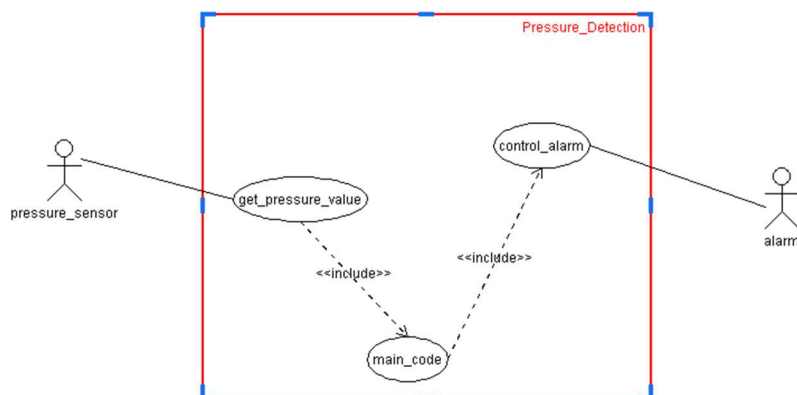 Pressure_Detection
control_alarm
pressure_sensor
get_pressure_value
alarm
<<include>>
<<include>>
main_code